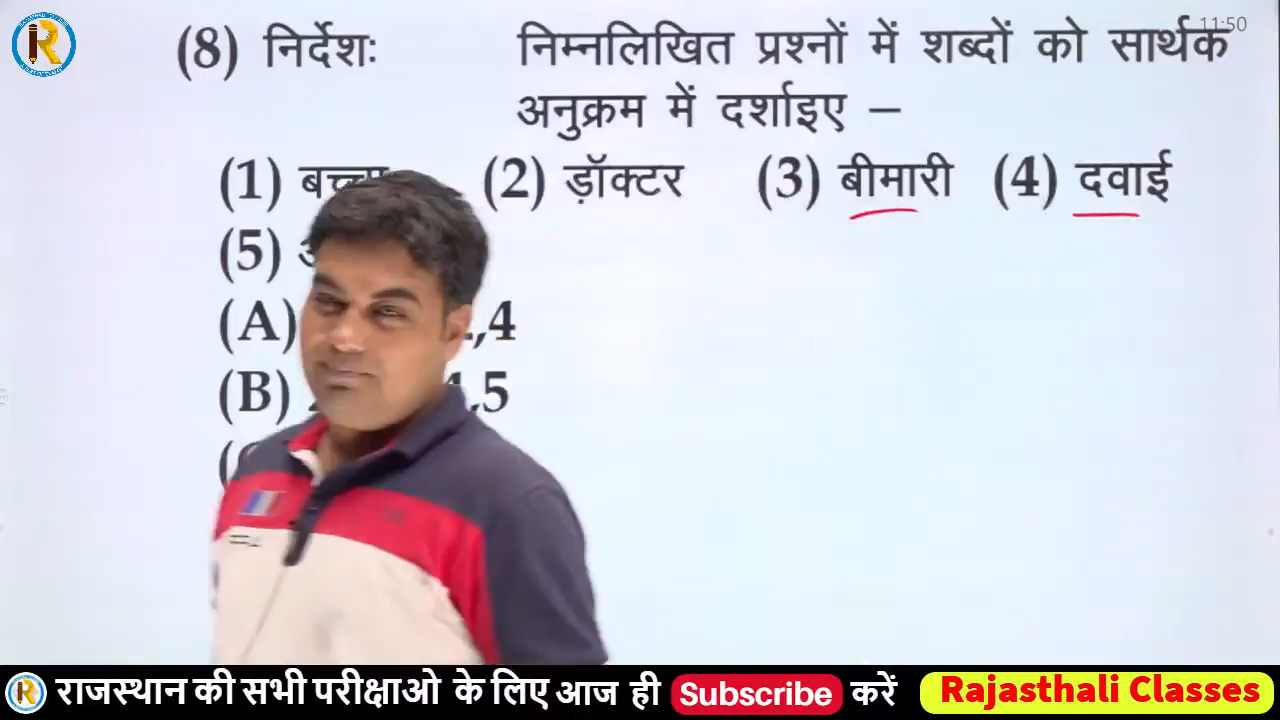 11:50
(8) निर्देशः निम्नलिखित प्रश्नों में शब्दों को सार्थक
अनुक्रम में दर्शाइए –
(1) (2) ड़ॉक्टर (3) बीमारी (4) दवाई
(5)
(A) ,4
(B) ,5
R
राजस्थान की सभी परीक्षाओ के लिए आज ही Subscribe करें Rajasthali Classes